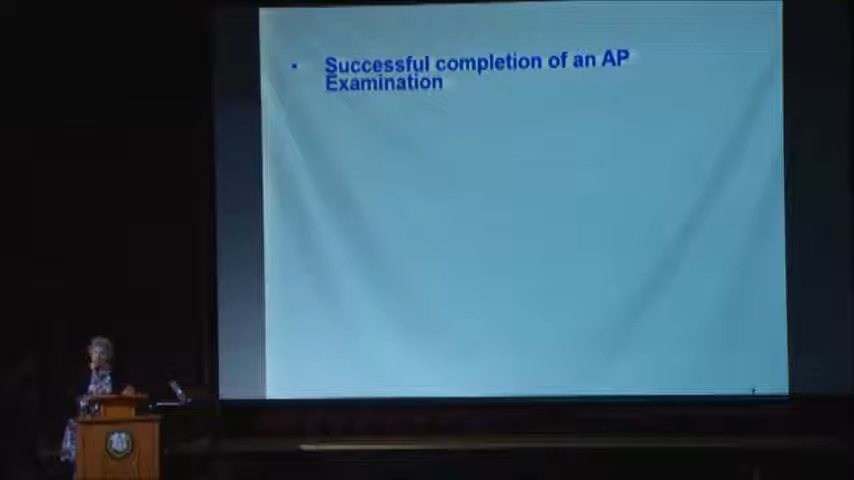 • Successful completion of an AP
Examination